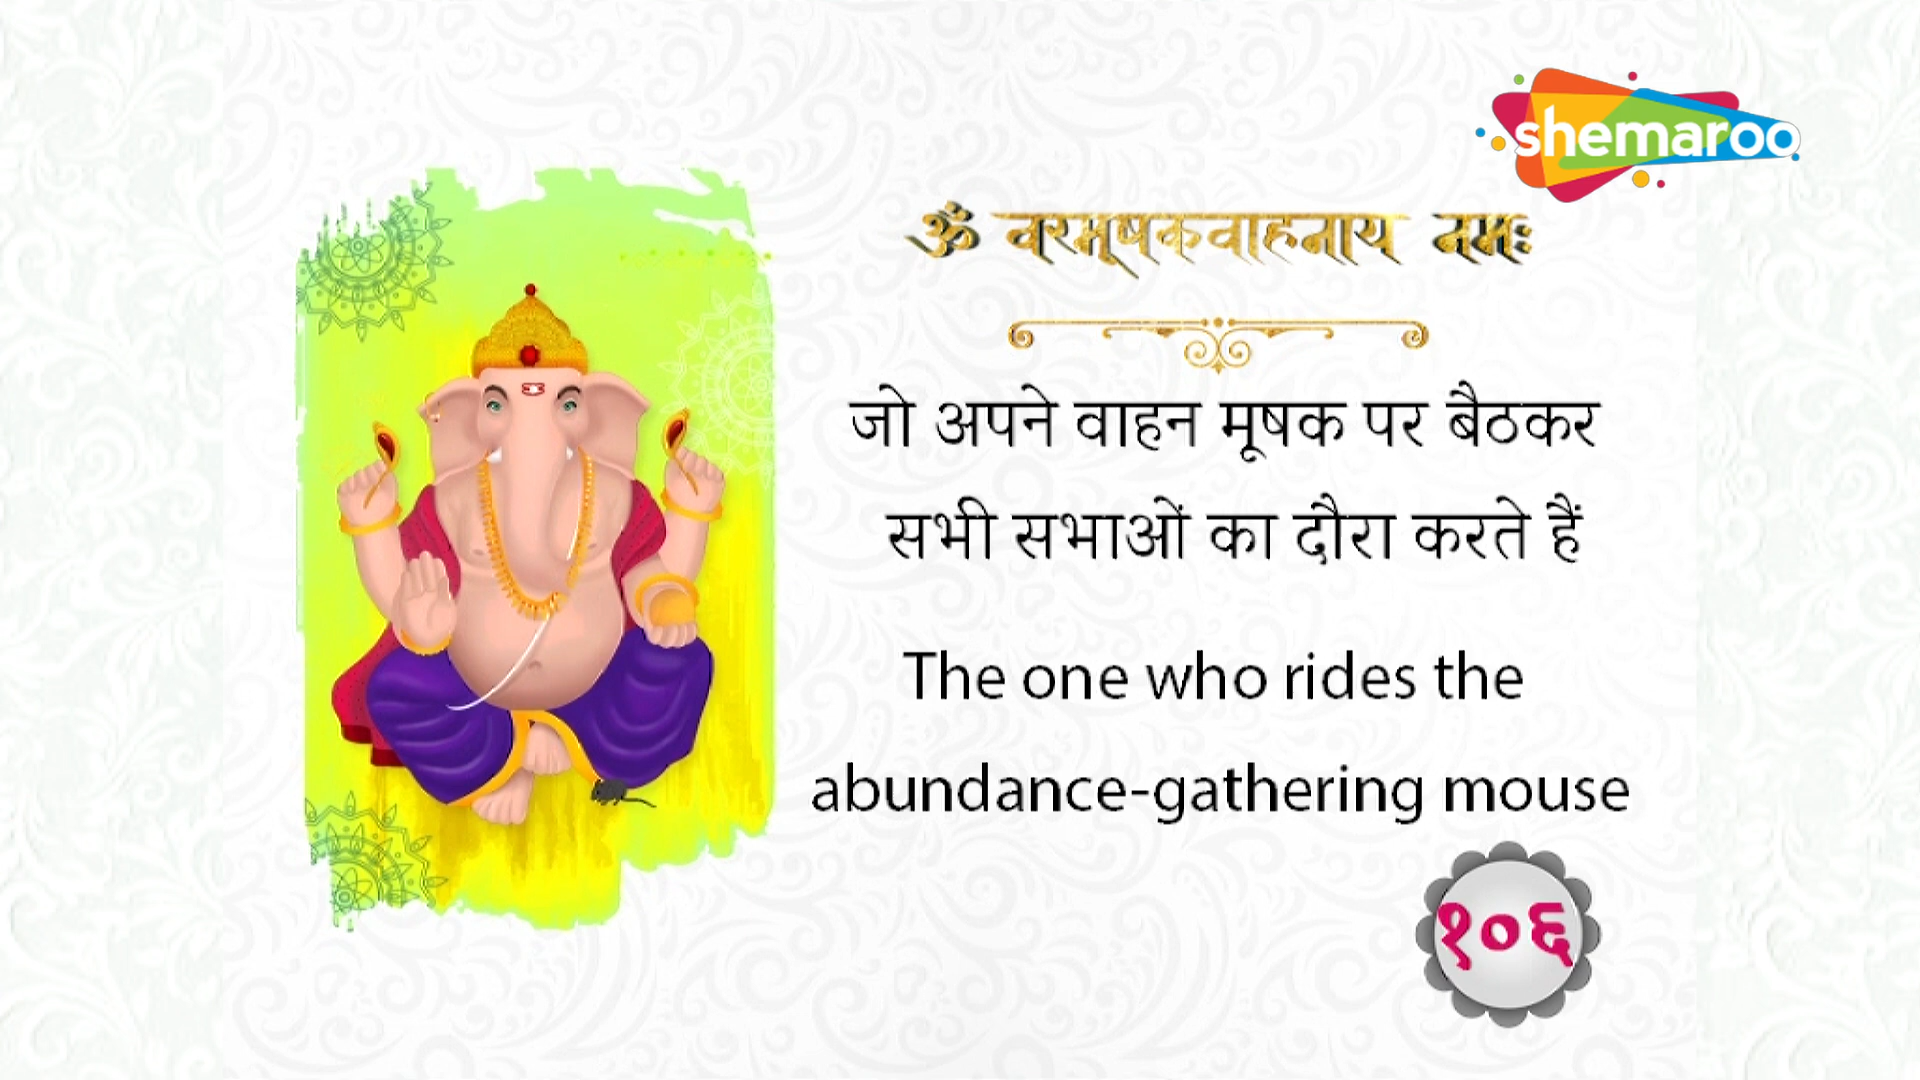 shemaroo
ॐ वरमूषकवाहनाय नमः
जो अपने वाहन मूषक पर बैठकर
सभी सभाओं का दौरा करते हैं
The one who rides the
abundance-gathering mouse
१०६